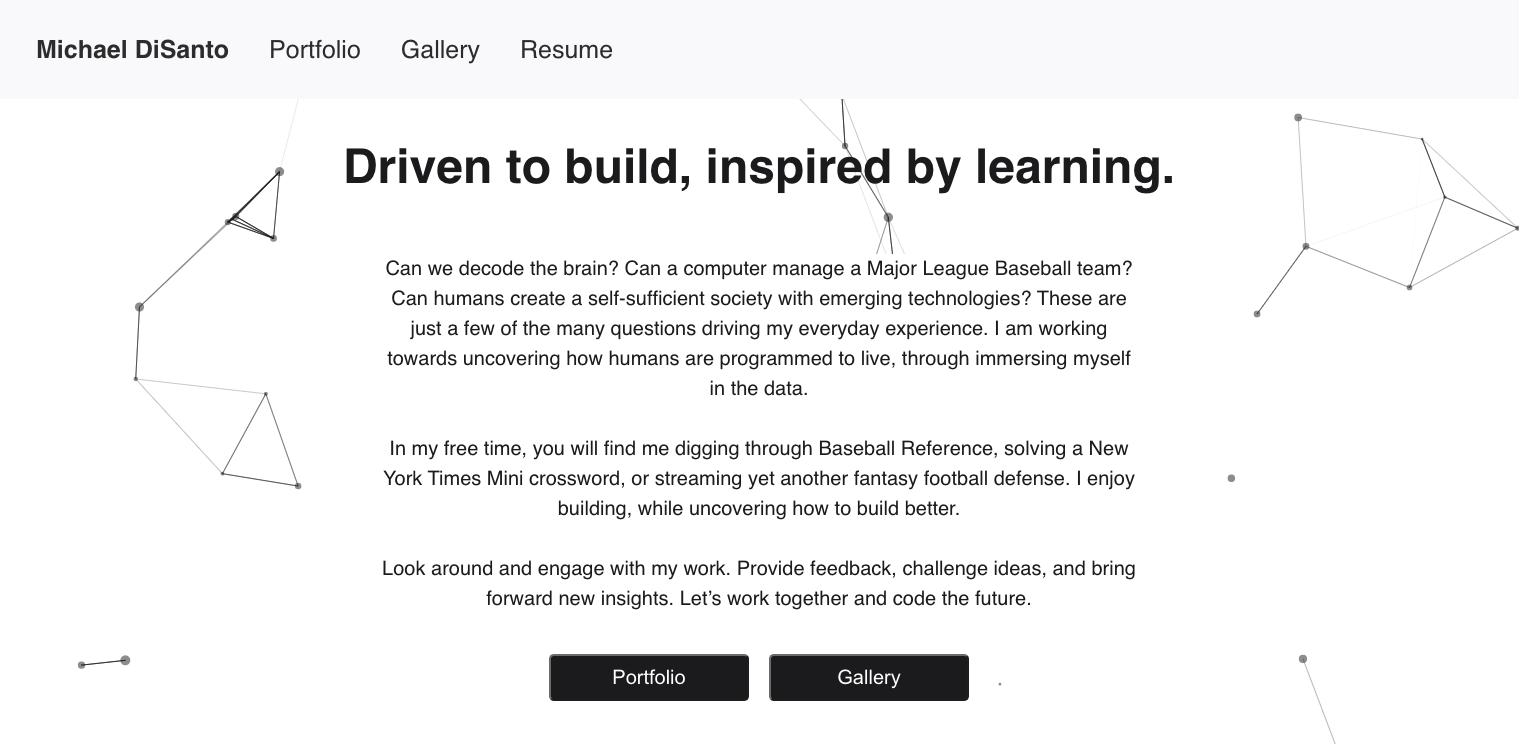 Michael DiSanto Portfolio Gallery Resume
Driven to build, inspired by learning.
Can we decode the brain? Can a computer manage a Major League Baseball team?
Can humans create a self-sufficient society with emerging technologies? These are
just a few of the many questions driving my everyday experience. I am working
towards uncovering how humans are programmed to live, through immersing myself
in the data.
In my free time, you will find me digging through Baseball Reference, solving a New
York Times Mini crossword, or streaming yet another fantasy football defense. I enjoy
building, while uncovering how to build better.
Look around and engage with my work. Provide feedback, challenge ideas, and bring
forward new insights. Let’s work together and code the future.
Portfolio Gallery